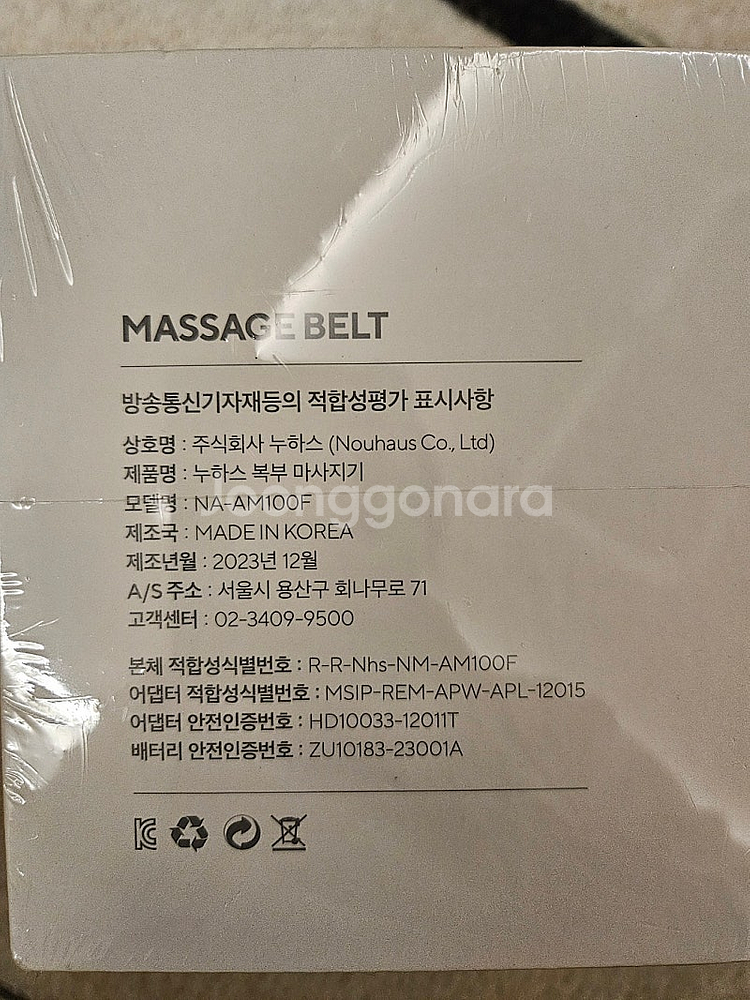 MASSAGE BELT
방송통신기자재등의 적합성평가 표시사항
상호명 : 주식회사 누하스 (Nouhaus Co., Ltd)
제품명 : 누하스 복부 마사지기
모델명 : NA-AM100F
joonggonara
제조국 : MADE IN KOREA
제조년월 : 2023년 12월
A/S 주소 : 서울시 용산구 회나무로 71
고객센터 : 02-3409-9500
본체 적합성식별번호 : R-R-Nhs-NM-AM100F
어댑터 적합성식별번호 : MSIP-REM-APW-APL-12015
어댑터 안전인증번호 : HD10033-12011T
배터리 안전인증번호 : ZU10183-23001A